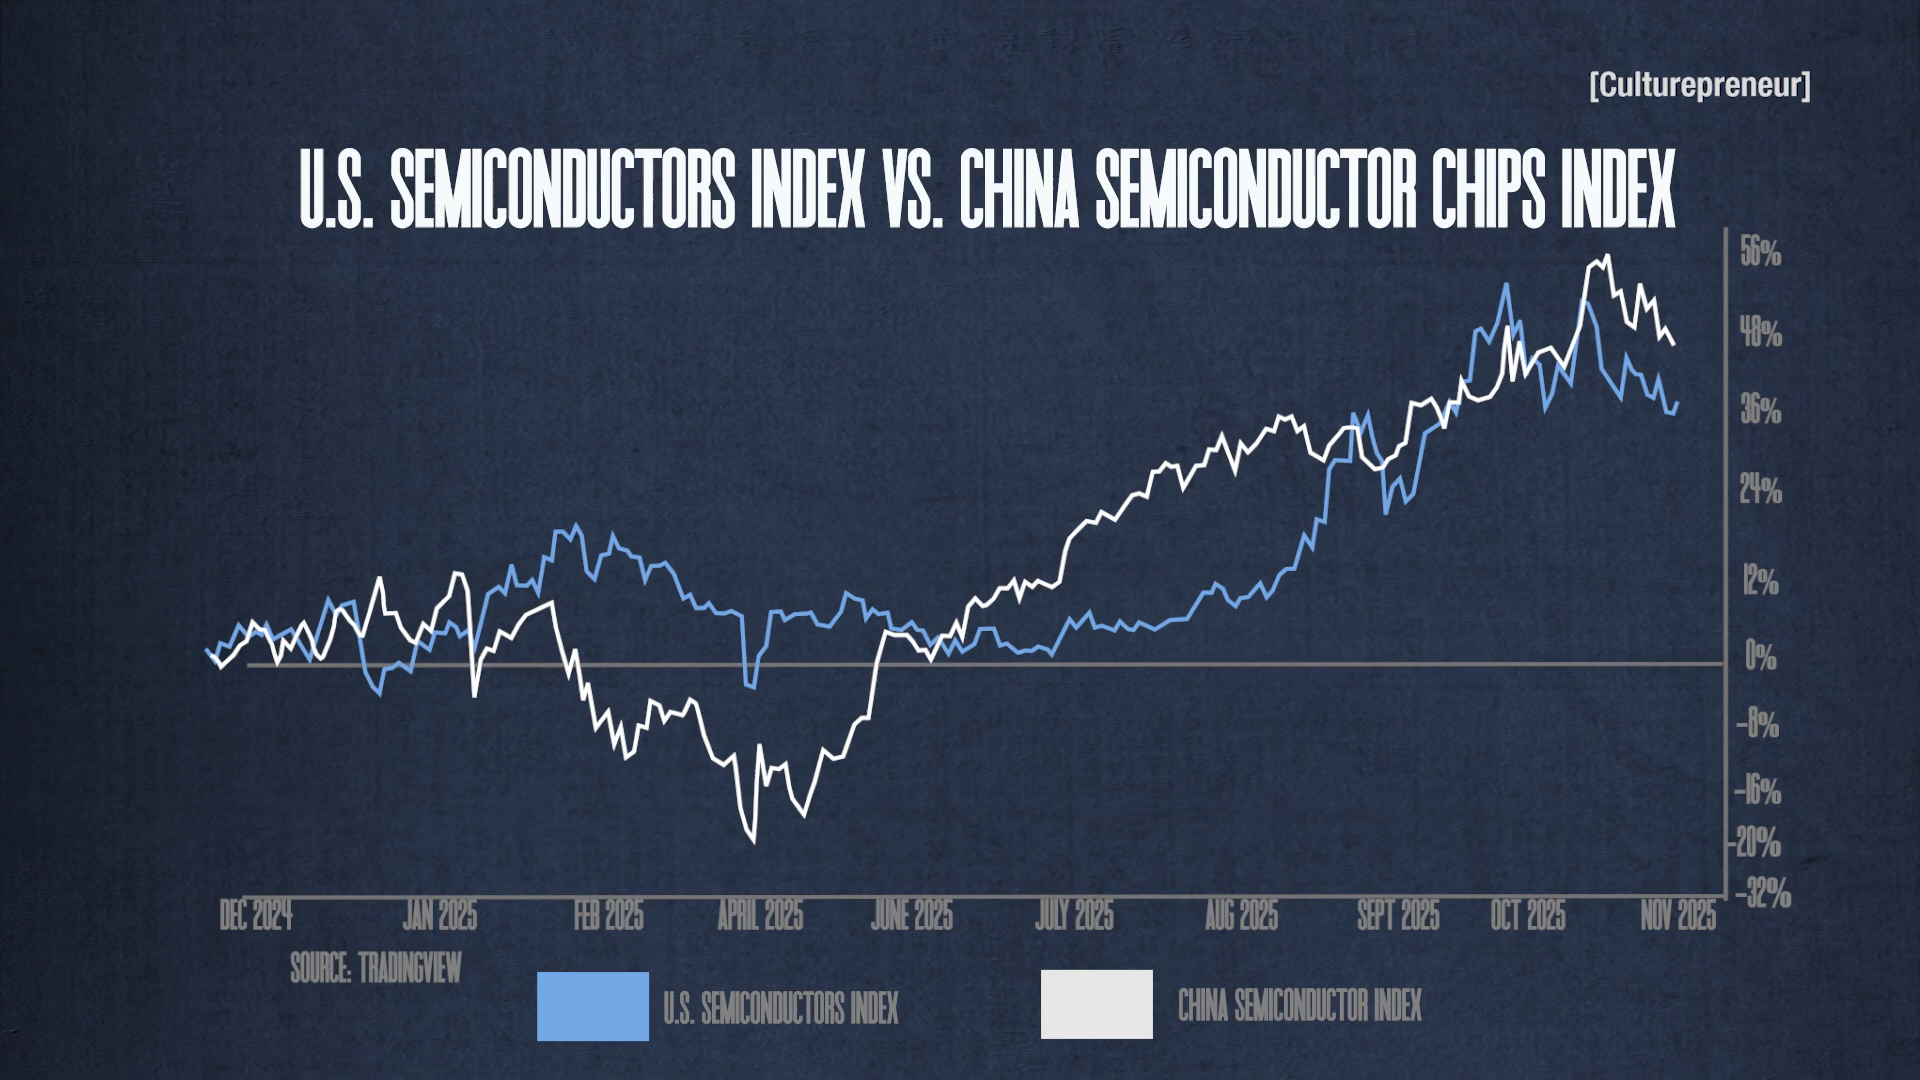 [Culturepreneur]
U.S. SEMICONDUCTORS INDEX VS. CHINA SEMICONDUCTOR CHIPS INDEX
56%
48%
36%
24%
12%
0%
-8%
-16%
-20%
-32%
DEC 2024 JAN 2025 FEB 2025 APRIL 2025 JUNE 2025 JULY 2025 AUG 2025 SEPT 2025 OCT 2025 NOV 2025
SOURCE: TRADINGVIEW
U.S. SEMICONDUCTORS INDEX
CHINA SEMICONDUCTOR INDEX